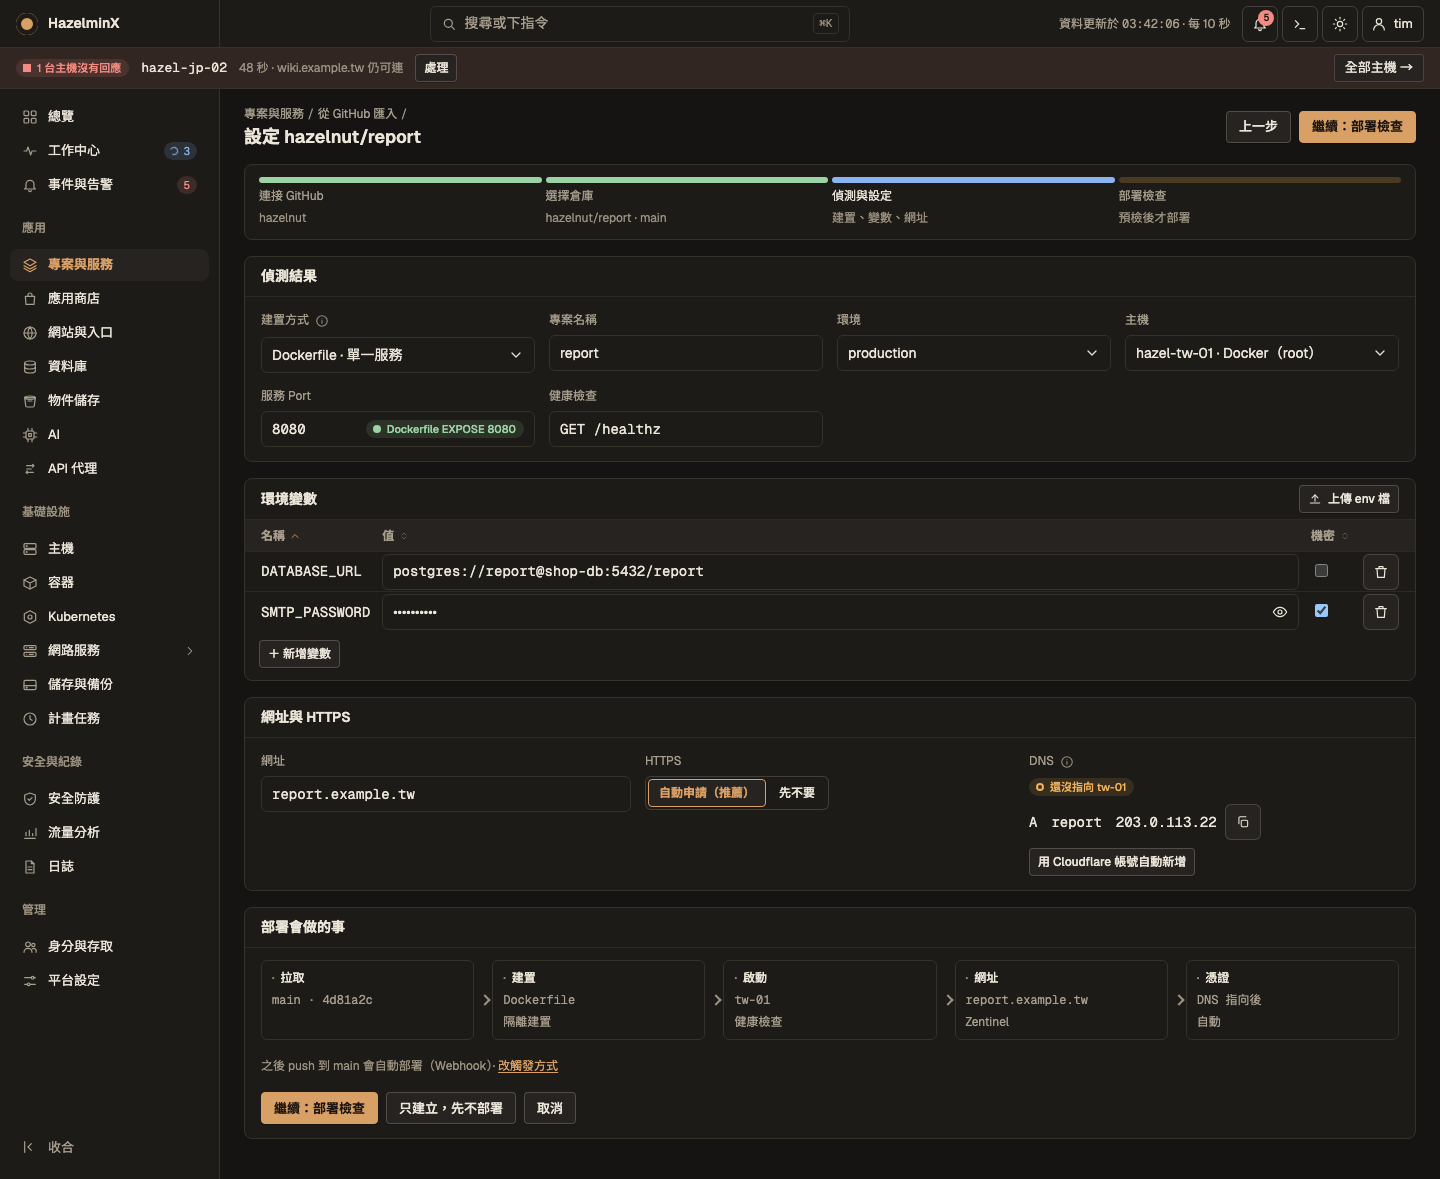 HazelminX
搜尋或下指令
⌘K
資料更新於 03:42:06 · 每 10 秒
5
tim
1 台主機沒有回應
hazel-jp-02
48 秒 · wiki.example.tw 仍可連
處理
全部主機 →
總覽
工作中心
3
事件與告警
5
應用
專案與服務
應用商店
網站與入口
資料庫
物件儲存
AI
API 代理
基礎設施
主機
容器
Kubernetes
網路服務
儲存與備份
計畫任務
安全與紀錄
安全防護
流量分析
日誌
管理
身分與存取
平台設定
收合
專案與服務 / 從 GitHub 匯入 /
設定 hazelnut/report
上一步
繼續：部署檢查
連接 GitHub
hazelnut
選擇倉庫
hazelnut/report · main
偵測與設定
建置、變數、網址
部署檢查
預檢後才部署
偵測結果
建置方式
Dockerfile · 單一服務
專案名稱
report
環境
production
主機
hazel-tw-01 · Docker（root）
服務 Port
8080
Dockerfile EXPOSE 8080
健康檢查
GET /healthz
環境變數
上傳 env 檔
名稱
值
機密
DATABASE_URL
postgres://report@shop-db:5432/report
SMTP_PASSWORD
••••••••••
新增變數
網址與 HTTPS
網址
report.example.tw
HTTPS
自動申請（推薦）
先不要
DNS
還沒指向 tw-01
A report 203.0.113.22
用 Cloudflare 帳號自動新增
部署會做的事
· 拉取
main · 4d81a2c
· 建置
Dockerfile
隔離建置
· 啟動
tw-01
健康檢查
· 網址
report.example.tw
Zentinel
· 憑證
DNS 指向後
自動
之後 push 到 main 會自動部署（Webhook）· 改觸發方式
繼續：部署檢查
只建立，先不部署
取消